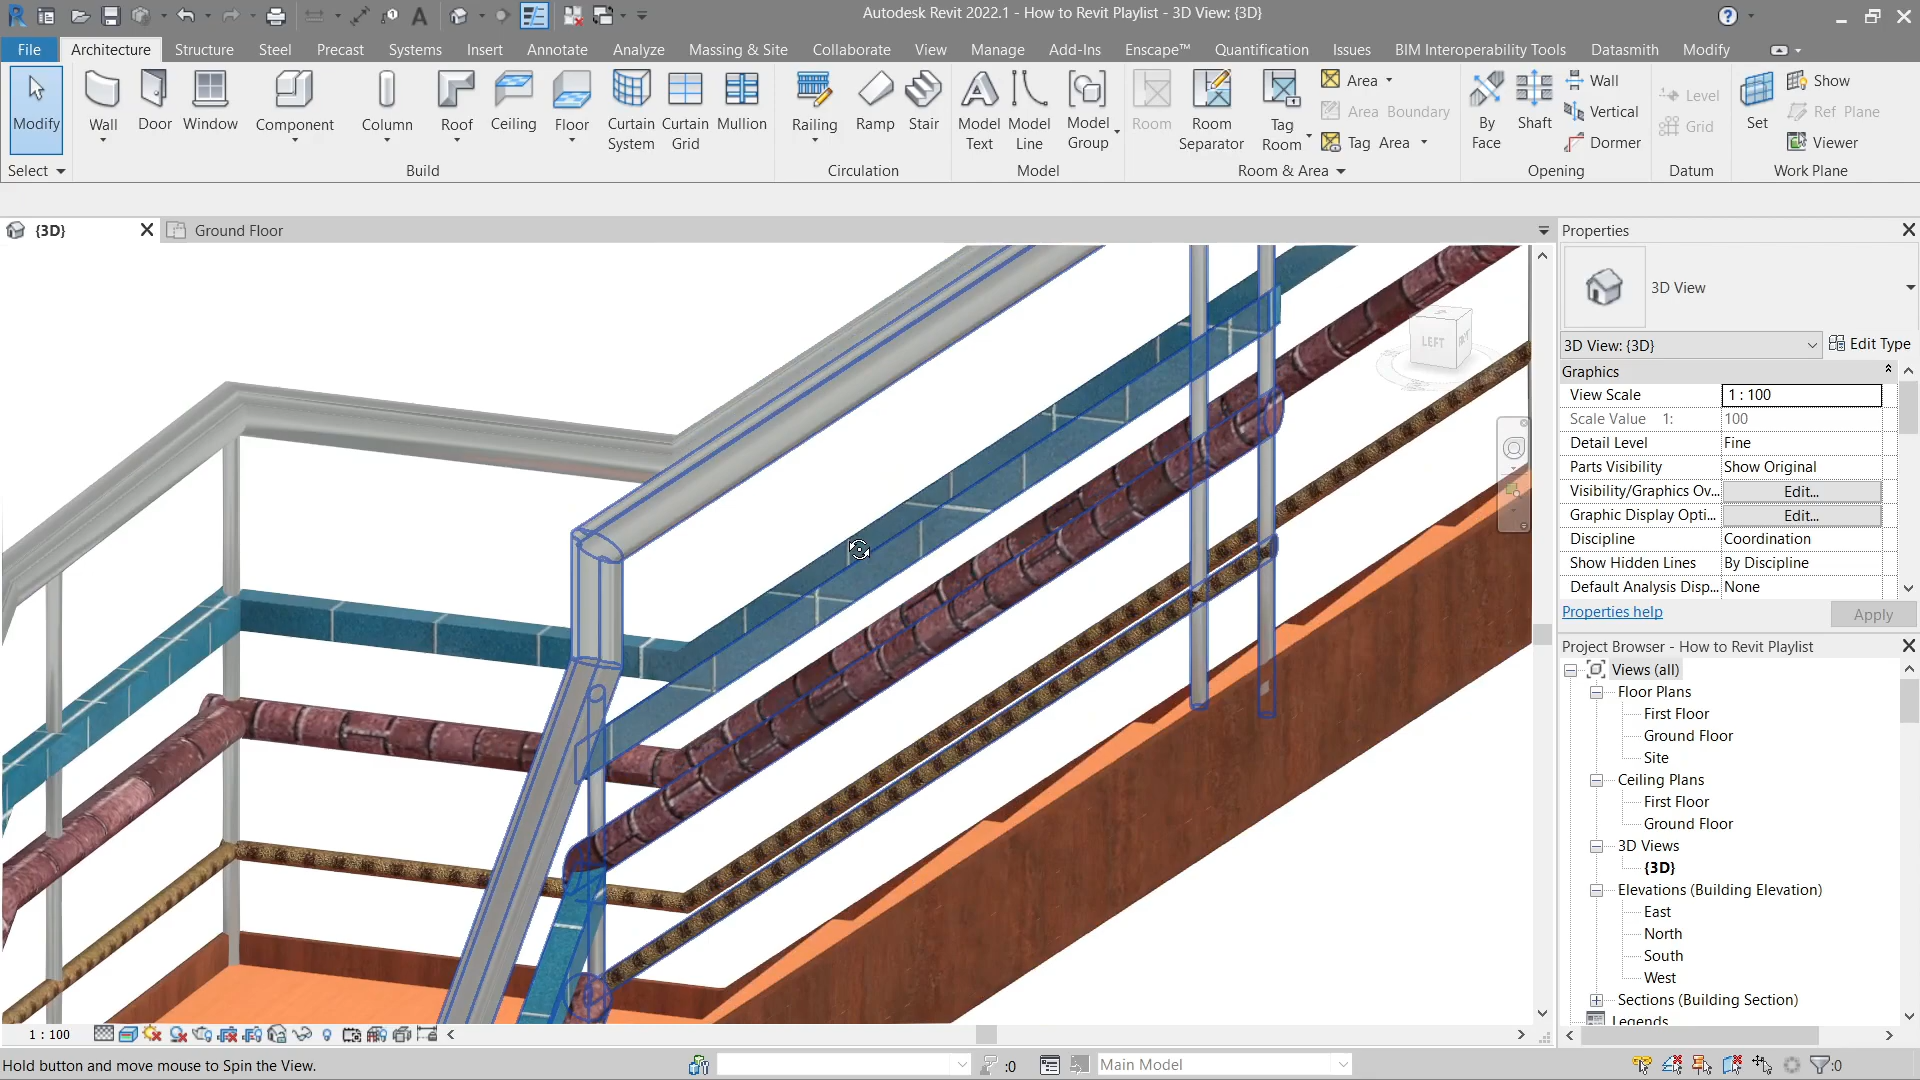 Autodesk Revit 2022.1 - How to Revit Playlist - 3D View: {3D}
File Architecture Structure Steel Precast Systems Insert Annotate Analyze Massing & Site Collaborate View Manage Add-Ins Enscape™ Quantification Issues BIM Interoperability Tools Datasmith Modify
Modify Wall Door Window Component Column Roof Ceiling Floor Curtain System Curtain Grid Mullion Railing Ramp Stair Model Text Model Line Model Group Room Room Separator Tag Room Area Area Boundary Tag Area By Face Shaft Wall Vertical Dormer Level Grid Set Show Ref Plane Viewer
Select Build Circulation Model Room & Area Opening Datum Work Plane
{3D} Ground Floor
LEFT
Properties
3D View
3D View: {3D} Edit Type
Graphics
View Scale 1 : 100
Scale Value 1: 100
Detail Level Fine
Parts Visibility Show Original
Visibility/Graphics Ov... Edit...
Graphic Display Opti... Edit...
Discipline Coordination
Show Hidden Lines By Discipline
Default Analysis Disp... None
Properties help Apply
Project Browser - How to Revit Playlist
Views (all)
Floor Plans
First Floor
Ground Floor
Site
Ceiling Plans
First Floor
Ground Floor
3D Views
{3D}
Elevations (Building Elevation)
East
North
South
West
Sections (Building Section)
Legends
1 : 100
Hold button and move mouse to Spin the View. :0 Main Model :0